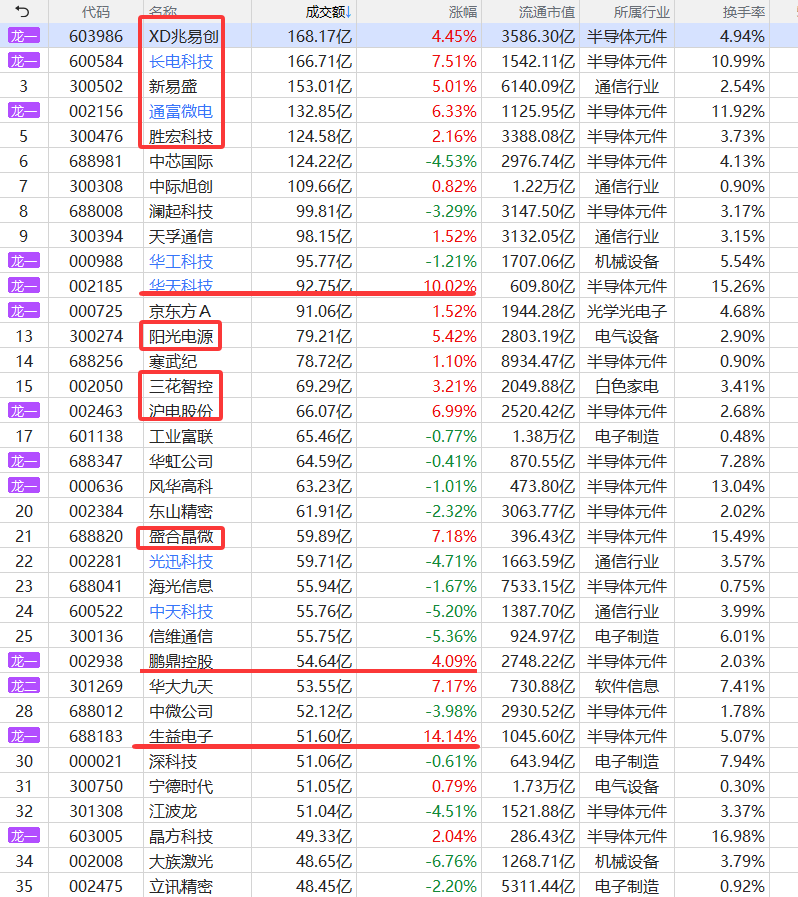 代码 名称 成交额↓ 涨幅 流通市值 所属行业 换手率
龙一 603986 XD兆易创 168.17亿 4.45% 3586.30亿 半导体元件 4.94%
龙一 600584 长电科技 166.71亿 7.51% 1542.11亿 半导体元件 10.99%
3 300502 新易盛 153.01亿 5.01% 6140.09亿 通信行业 2.54%
龙一 002156 通富微电 132.85亿 6.33% 1125.95亿 半导体元件 11.92%
5 300476 胜宏科技 124.58亿 2.16% 3388.08亿 半导体元件 3.73%
6 688981 中芯国际 124.22亿 -4.53% 2976.74亿 半导体元件 4.13%
7 300308 中际旭创 109.66亿 0.82% 1.22万亿 通信行业 0.90%
8 688008 澜起科技 99.81亿 -3.29% 3147.50亿 半导体元件 3.17%
9 300394 天孚通信 98.15亿 1.52% 3132.05亿 通信行业 3.15%
龙一 000988 华工科技 95.77亿 -1.21% 1707.06亿 机械设备 5.54%
龙一 002185 华天科技 92.75亿 10.02% 609.80亿 半导体元件 15.26%
龙一 000725 京东方Ａ 91.06亿 1.52% 1944.28亿 光学光电子 4.68%
13 300274 阳光电源 79.21亿 5.42% 2803.19亿 电气设备 2.90%
14 688256 寒武纪 78.72亿 1.10% 8934.47亿 半导体元件 0.90%
15 002050 三花智控 69.29亿 3.21% 2049.88亿 白色家电 3.41%
龙一 002463 沪电股份 66.07亿 6.99% 2520.42亿 半导体元件 2.68%
17 601138 工业富联 65.46亿 -0.77% 1.38万亿 电子制造 0.48%
龙一 688347 华虹公司 64.59亿 -0.41% 870.55亿 半导体元件 7.28%
龙一 000636 风华高科 63.23亿 -1.01% 473.80亿 半导体元件 13.04%
20 002384 东山精密 61.91亿 -2.32% 3063.77亿 半导体元件 2.02%
21 688820 盛合晶微 59.89亿 7.18% 396.43亿 半导体元件 15.49%
22 002281 光迅科技 59.71亿 -4.71% 1663.59亿 通信行业 3.57%
23 688041 海光信息 55.94亿 -1.67% 7533.15亿 半导体元件 0.75%
24 600522 中天科技 55.76亿 -5.20% 1387.70亿 通信行业 3.99%
25 300136 信维通信 55.75亿 -5.36% 924.97亿 电子制造 6.01%
龙一 002938 鹏鼎控股 54.64亿 4.09% 2748.22亿 半导体元件 2.03%
龙二 301269 华大九天 53.55亿 7.17% 730.88亿 软件信息 7.41%
28 688012 中微公司 52.12亿 -3.98% 2930.52亿 半导体元件 1.78%
龙一 688183 生益电子 51.60亿 14.14% 1045.60亿 半导体元件 5.07%
30 000021 深科技 51.06亿 -0.61% 643.94亿 电子制造 7.94%
31 300750 宁德时代 51.05亿 0.79% 1.73万亿 电气设备 0.30%
32 301308 江波龙 51.04亿 -4.51% 1521.88亿 半导体元件 3.37%
龙一 603005 晶方科技 49.33亿 2.04% 286.43亿 半导体元件 16.98%
34 002008 大族激光 48.65亿 -6.76% 1268.71亿 机械设备 3.79%
35 002475 立讯精密 48.45亿 -2.20% 5311.44亿 电子制造 0.92%